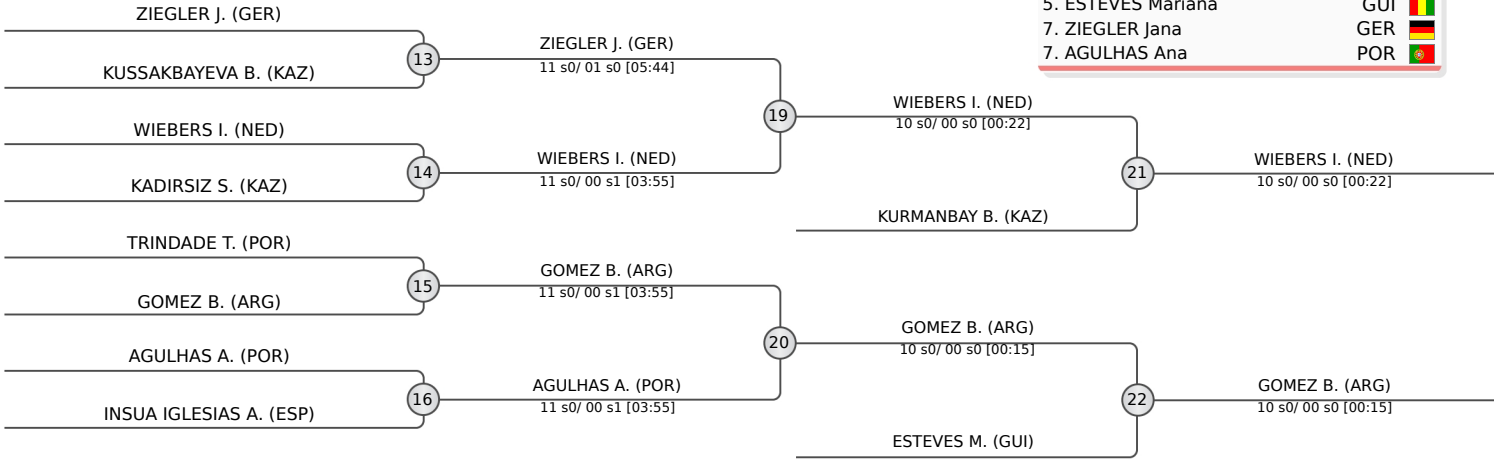 ZIEGLER J. (GER)
KUSSAKBAYEVA B. (KAZ)
13
ZIEGLER J. (GER)
11 s0/ 01 s0 [05:44]
WIEBERS I. (NED)
KADIRSIZ S. (KAZ)
14
WIEBERS I. (NED)
11 s0/ 00 s1 [03:55]
19
WIEBERS I. (NED)
10 s0/ 00 s0 [00:22]
KURMANBAY B. (KAZ)
21
WIEBERS I. (NED)
10 s0/ 00 s0 [00:22]
TRINDADE T. (POR)
GOMEZ B. (ARG)
15
GOMEZ B. (ARG)
11 s0/ 00 s1 [03:55]
AGULHAS A. (POR)
INSUA IGLESIAS A. (ESP)
16
AGULHAS A. (POR)
11 s0/ 00 s1 [03:55]
20
GOMEZ B. (ARG)
10 s0/ 00 s0 [00:15]
ESTEVES M. (GUI)
22
GOMEZ B. (ARG)
10 s0/ 00 s0 [00:15]
5. ESTEVES Mariana GUI
7. ZIEGLER Jana GER
7. AGULHAS Ana POR